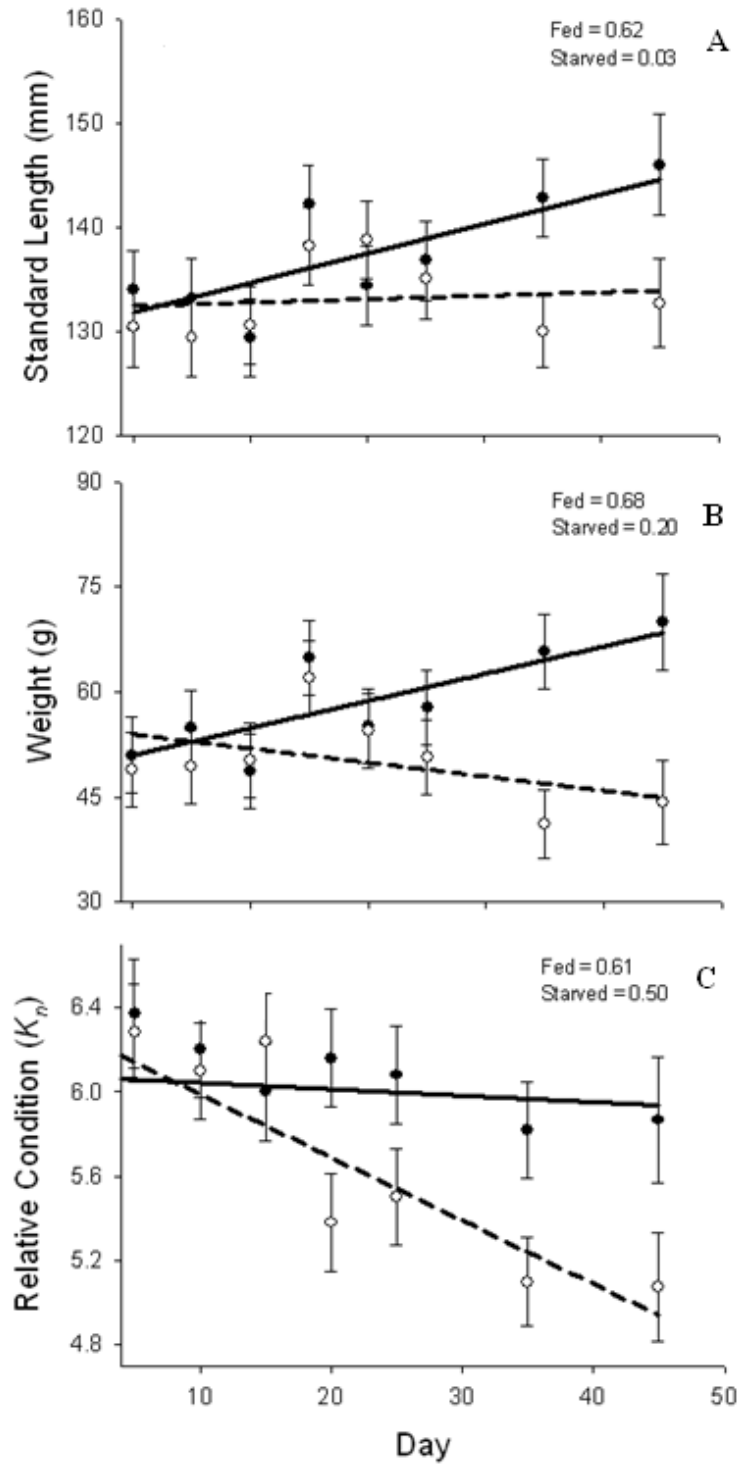 160
150
140
130
120
Standard Length (mm)
Fed = 0.62
Starved = 0.03
A
90
75
60
45
30
Weight (g)
Fed = 0.68
Starved = 0.20
B
6.4
6.0
5.6
5.2
4.8
Relative Condition (Kn)
Fed = 0.61
Starved = 0.50
C
10 20 30 40 50
Day